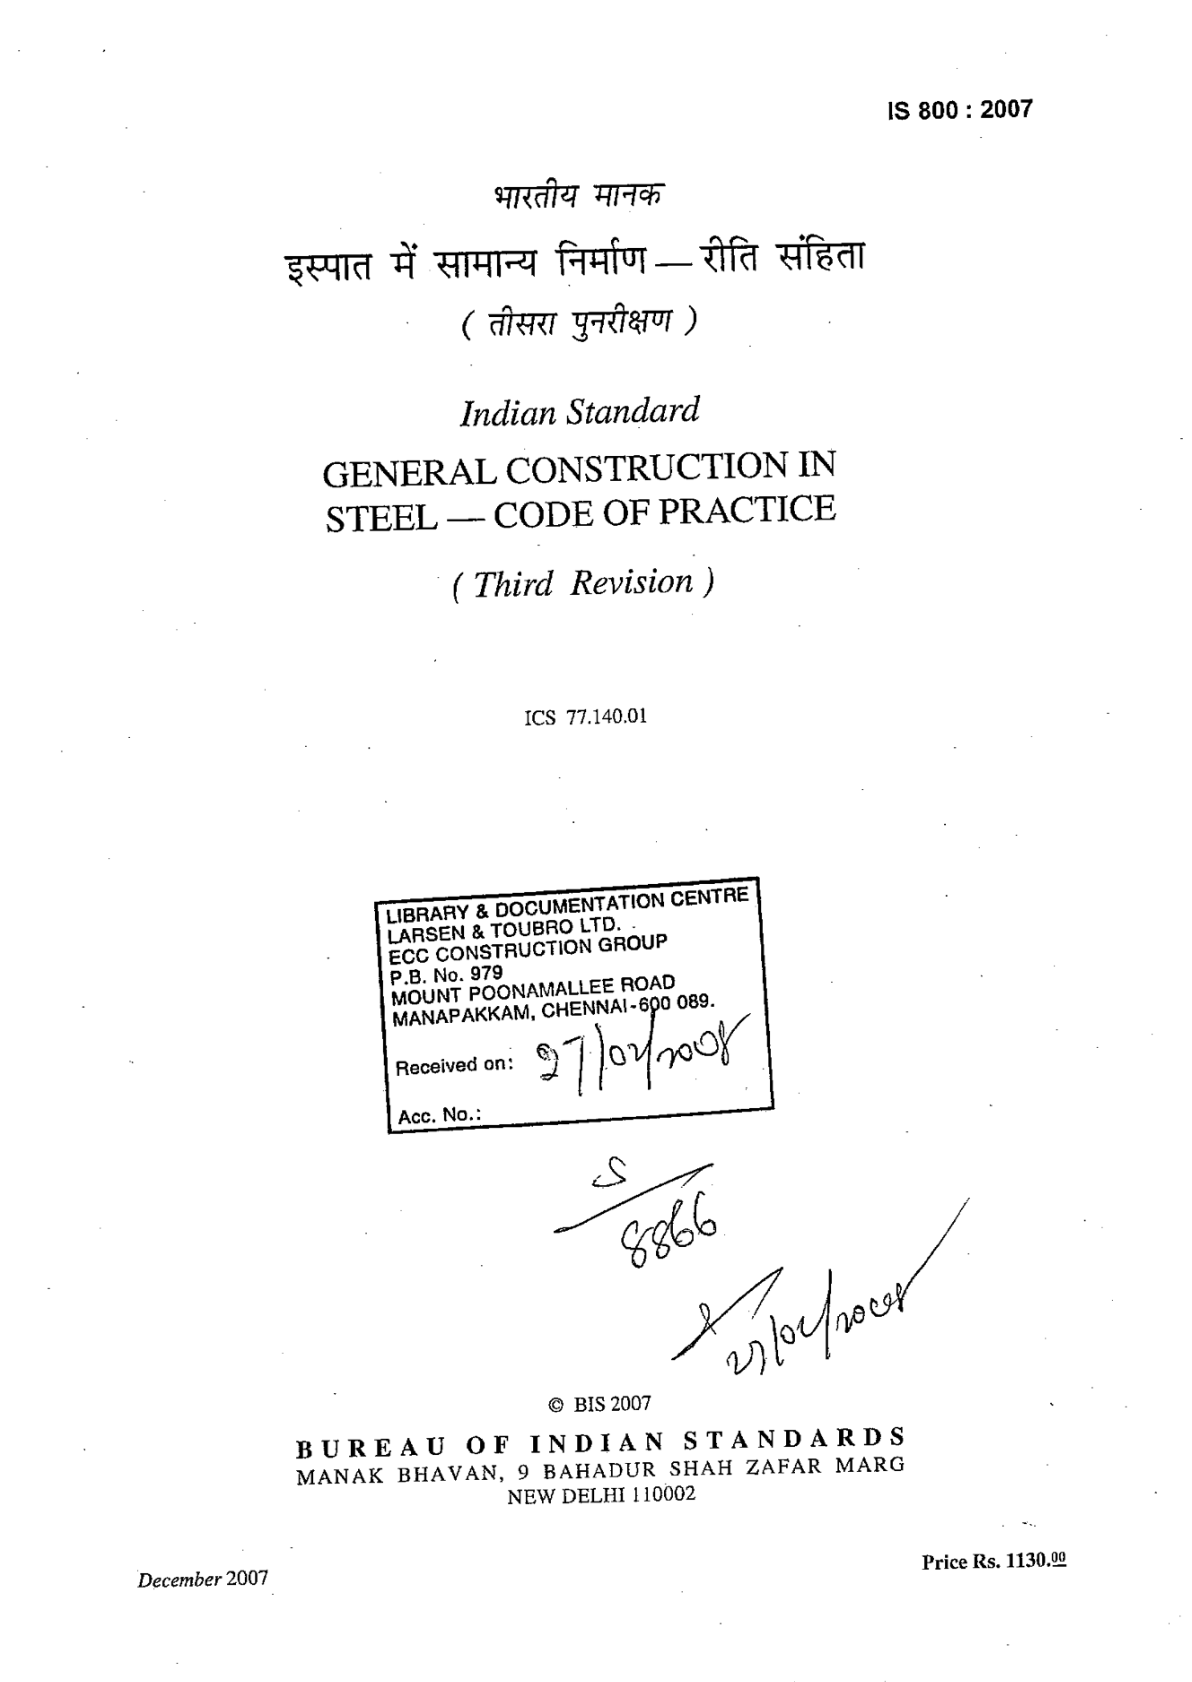 IS 800 : 2007
भारतीय मानक
इस्पात में सामान्य निर्माण — रीति संहिता
( तीसरा पुनरीक्षण )
Indian Standard
GENERAL CONSTRUCTION IN
STEEL — CODE OF PRACTICE
( Third Revision )
ICS 77.140.01
LIBRARY & DOCUMENTATION CENTRE
LARSEN & TOUBRO LTD.
ECC CONSTRUCTION GROUP
P.B. No. 979
MOUNT POONAMALLEE ROAD
MANAPAKKAM, CHENNAI-600 089.
Received on: 27/02/2008
Acc. No.:
S
8866
27/02/2008
© BIS 2007
BUREAU OF INDIAN STANDARDS
MANAK BHAVAN, 9 BAHADUR SHAH ZAFAR MARG
NEW DELHI 110002
December 2007
Price Rs. 1130.00